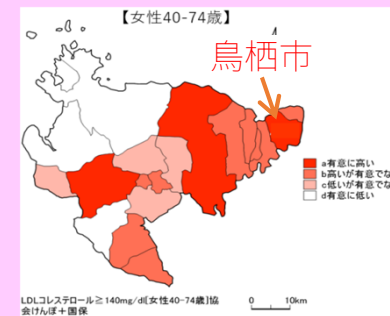 【女性40-74歳】
鳥栖市
a有意に高い
b高いが有意でな
c低いが有意でな
d有意に低い
LDLコレステロール≧140mg/dl[女性40-74歳]協
会けんぽ+国保
0 10km